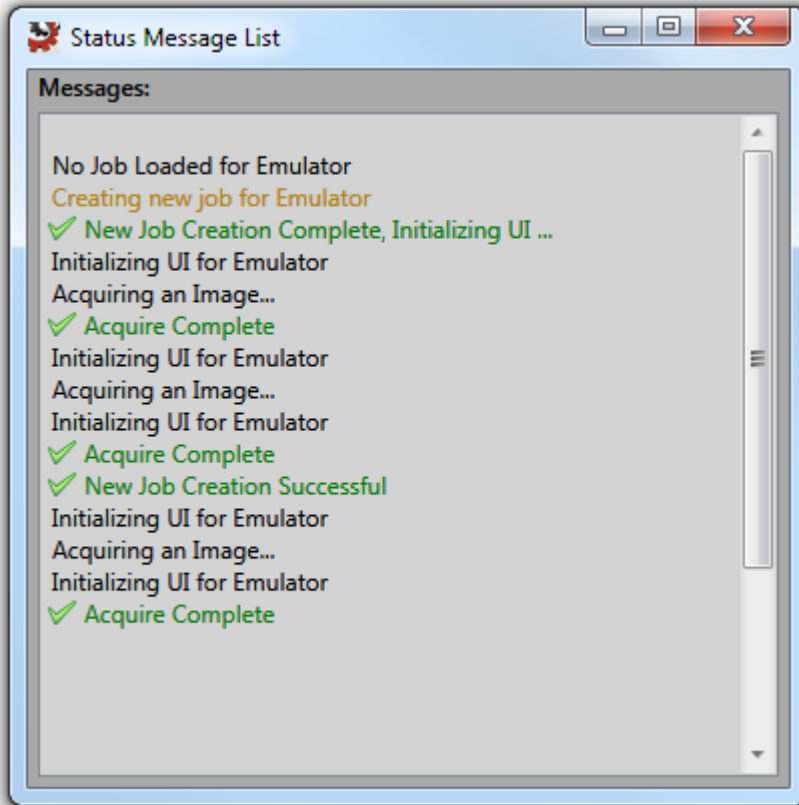 Status Message List
Messages:
No Job Loaded for Emulator
Creating new job for Emulator
New Job Creation Complete, Initializing UI ...
Initializing UI for Emulator
Acquiring an Image...
Acquire Complete
Initializing UI for Emulator
Acquiring an Image...
Initializing UI for Emulator
Acquire Complete
New Job Creation Successful
Initializing UI for Emulator
Acquiring an Image...
Initializing UI for Emulator
Acquire Complete